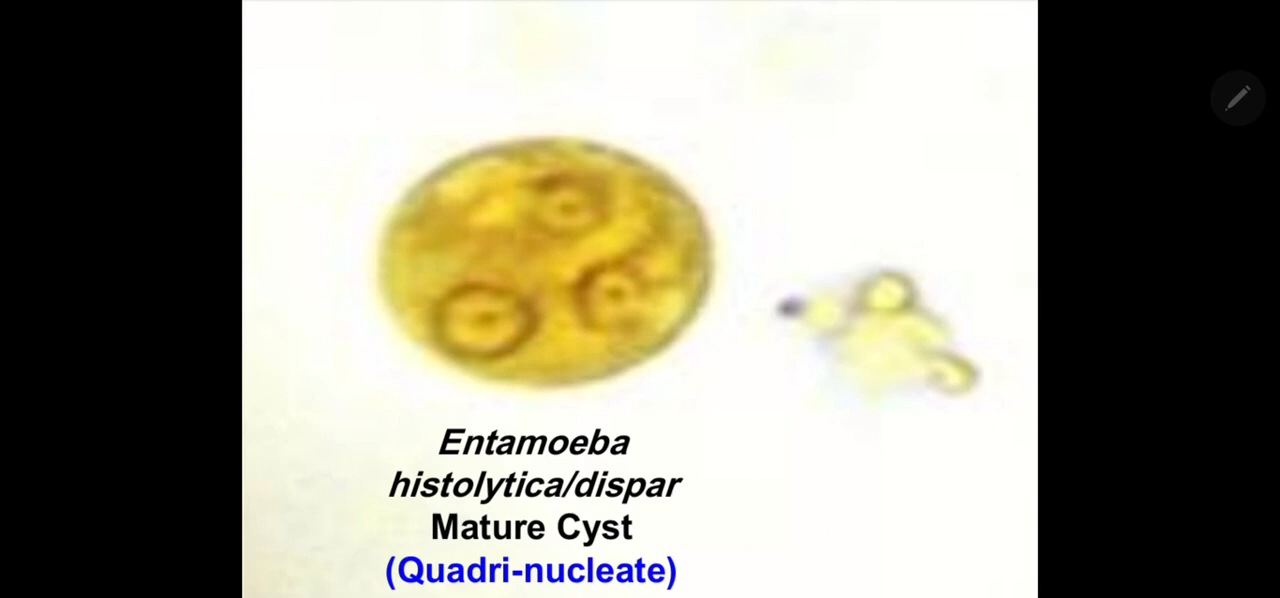 Entamoeba
histolytica/dispar
Mature Cyst
(Quadri-nucleate)